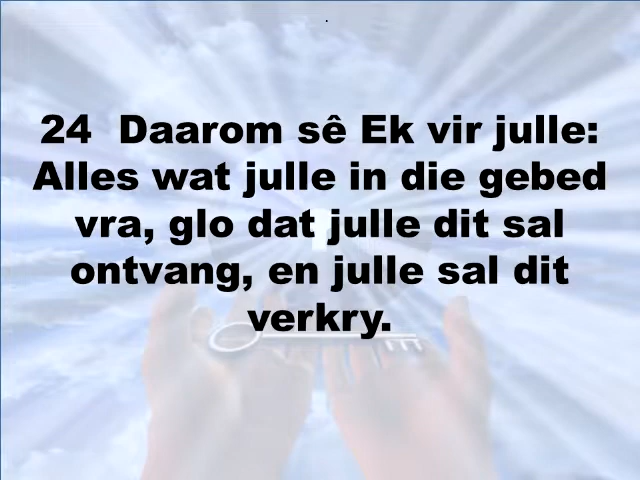 24 Daarom sê Ek vir julle:
Alles wat julle in die gebed
vra, glo dat julle dit sal
ontvang, en julle sal dit
verkry.